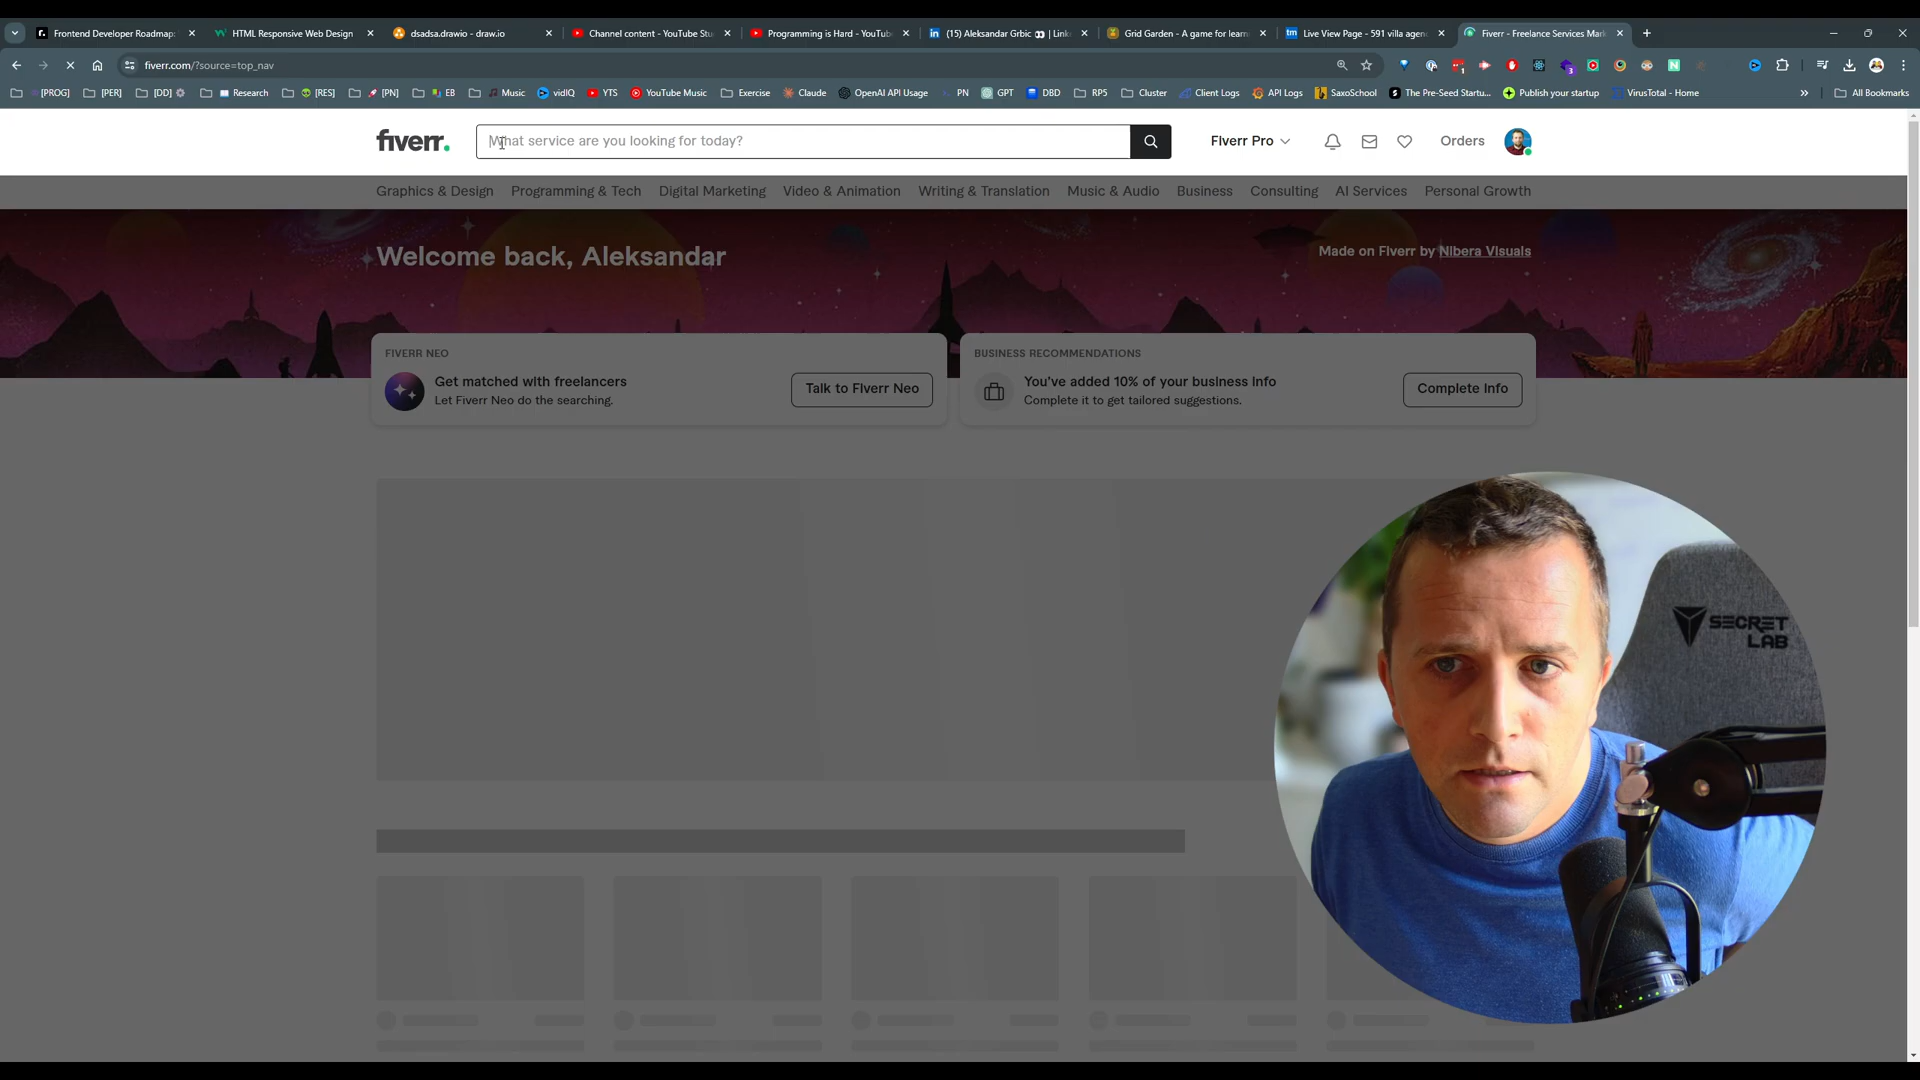 Frontend Developer Roadmap:
HTML Responsive Web Design
dsadsa.drawio - draw.io
Channel content - YouTube Stu
Programming is Hard - YouTub
(15) Aleksandar Grbic 👀 | Link
Grid Garden - A game for learn
Live View Page - 591 villa agen
Fiverr - Freelance Services Mark
fiverr.com/?source=top_nav
[PROG]
[PER]
[DD]
Research
[RES]
[PN]
EB
Music
vidIQ
YTS
YouTube Music
Exercise
Claude
OpenAI API Usage
PN
GPT
DBD
RP5
Cluster
Client Logs
API Logs
SaxoSchool
The Pre-Seed Startu...
Publish your startup
VirusTotal - Home
All Bookmarks
fiverr.
What service are you looking for today?
Fiverr Pro
Orders
Graphics & Design
Programming & Tech
Digital Marketing
Video & Animation
Writing & Translation
Music & Audio
Business
Consulting
AI Services
Personal Growth
Welcome back, Aleksandar
Made on Fiverr by Nibera Visuals
FIVERR NEO
Get matched with freelancers
Let Fiverr Neo do the searching.
Talk to Fiverr Neo
BUSINESS RECOMMENDATIONS
You've added 10% of your business Info
Complete it to get tailored suggestions.
Complete Info
SECRET
LAB